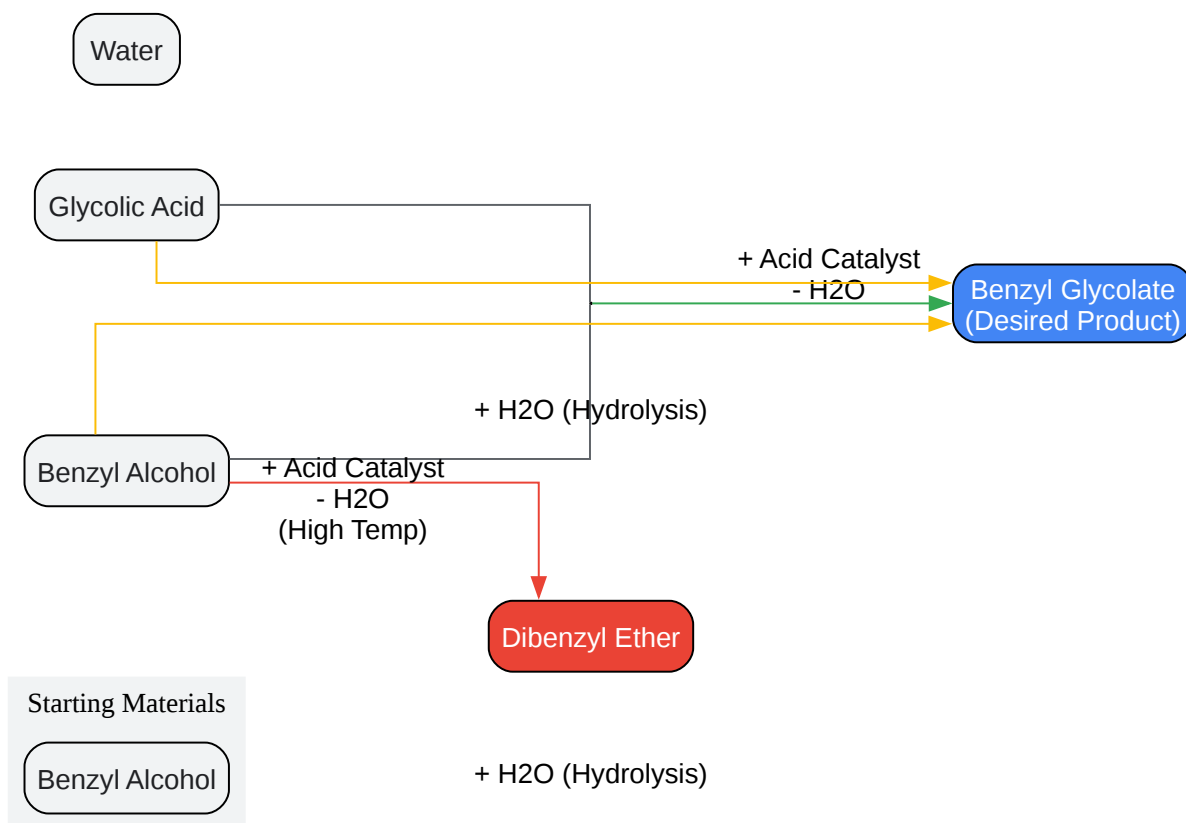 Water
Glycolic Acid
+ Acid Catalyst
- H2O
Benzyl Glycolate
(Desired Product)
+ H2O (Hydrolysis)
Benzyl Alcohol
+ Acid Catalyst
- H2O
(High Temp)
Dibenzyl Ether
Starting Materials
Benzyl Alcohol
+ H2O (Hydrolysis)